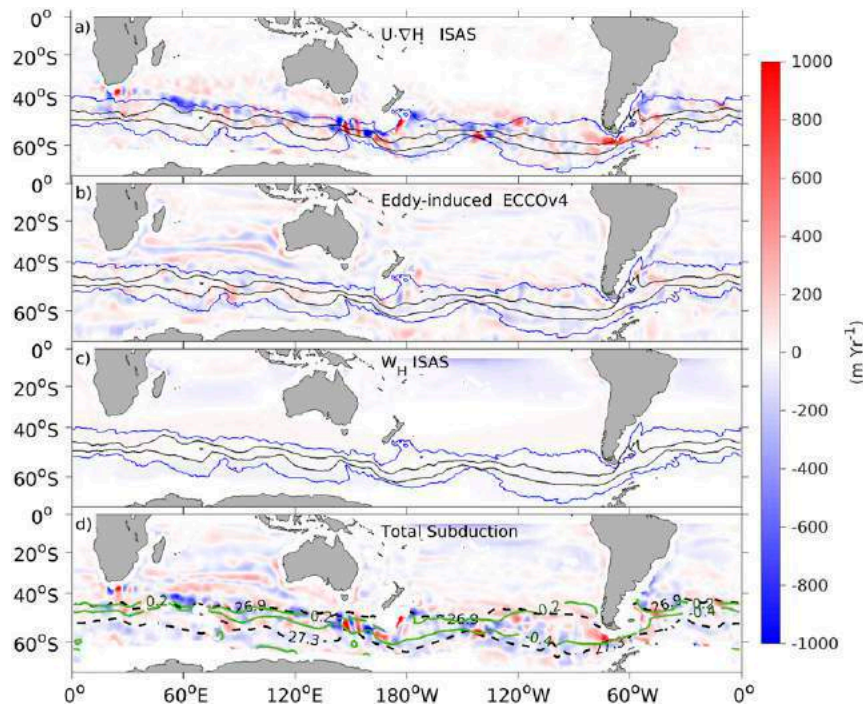 0°
a)
U·∇H ISAS
20°S
40°S
60°S
0°
b)
Eddy-induced ECCOv4
20°S
40°S
60°S
0°
c)
W_H ISAS
20°S
40°S
60°S
0°
d)
Total Subduction
20°S
40°S
60°S
0.2 26.9 0.2 26.9 0.2 26.9 0.2
27.3 -0.4 -0.4
0
0° 60°E 120°E 180°W 120°W 60°W 0°
1000
800
600
400
200
0
-200
-400
-600
-800
-1000
(m Yr⁻¹)